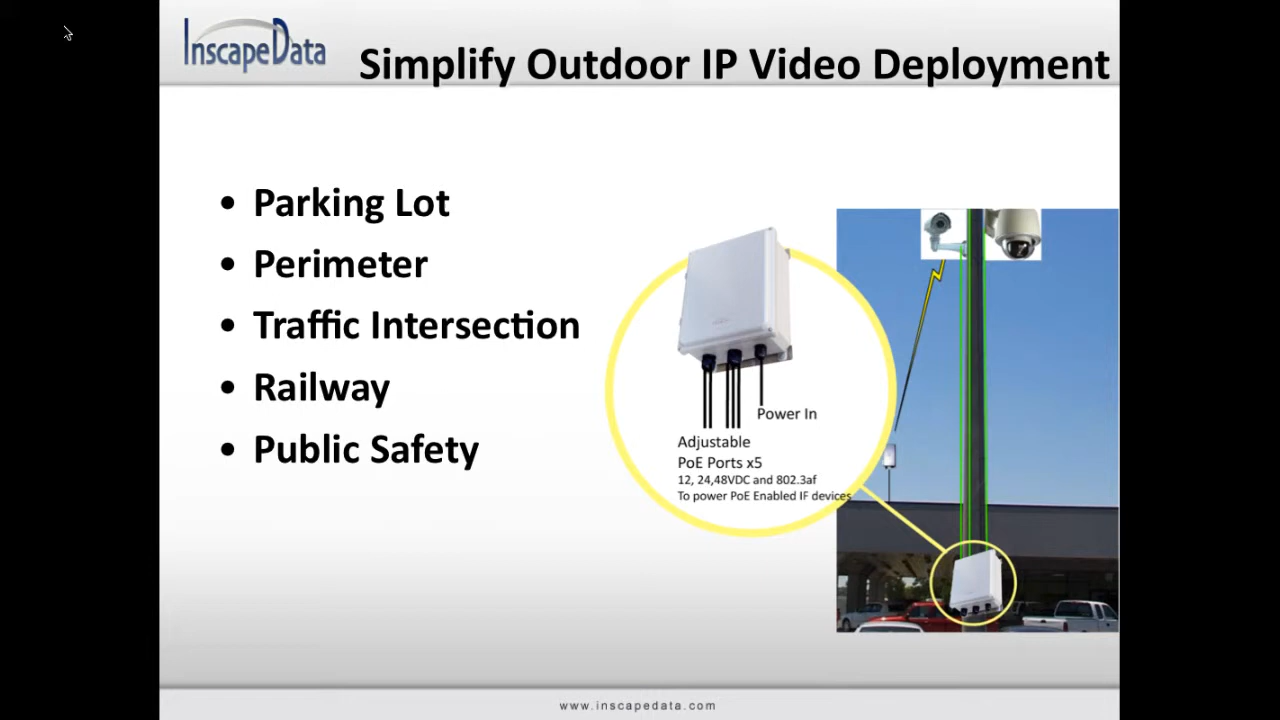 InscapeData
Simplify Outdoor IP Video Deployment
• Parking Lot
• Perimeter
• Traffic Intersection
• Railway
• Public Safety
Power In
Adjustable
PoE Ports x5
12, 24,48VDC and 802.3af
To power PoE Enabled IF devices
www.inscapedata.com